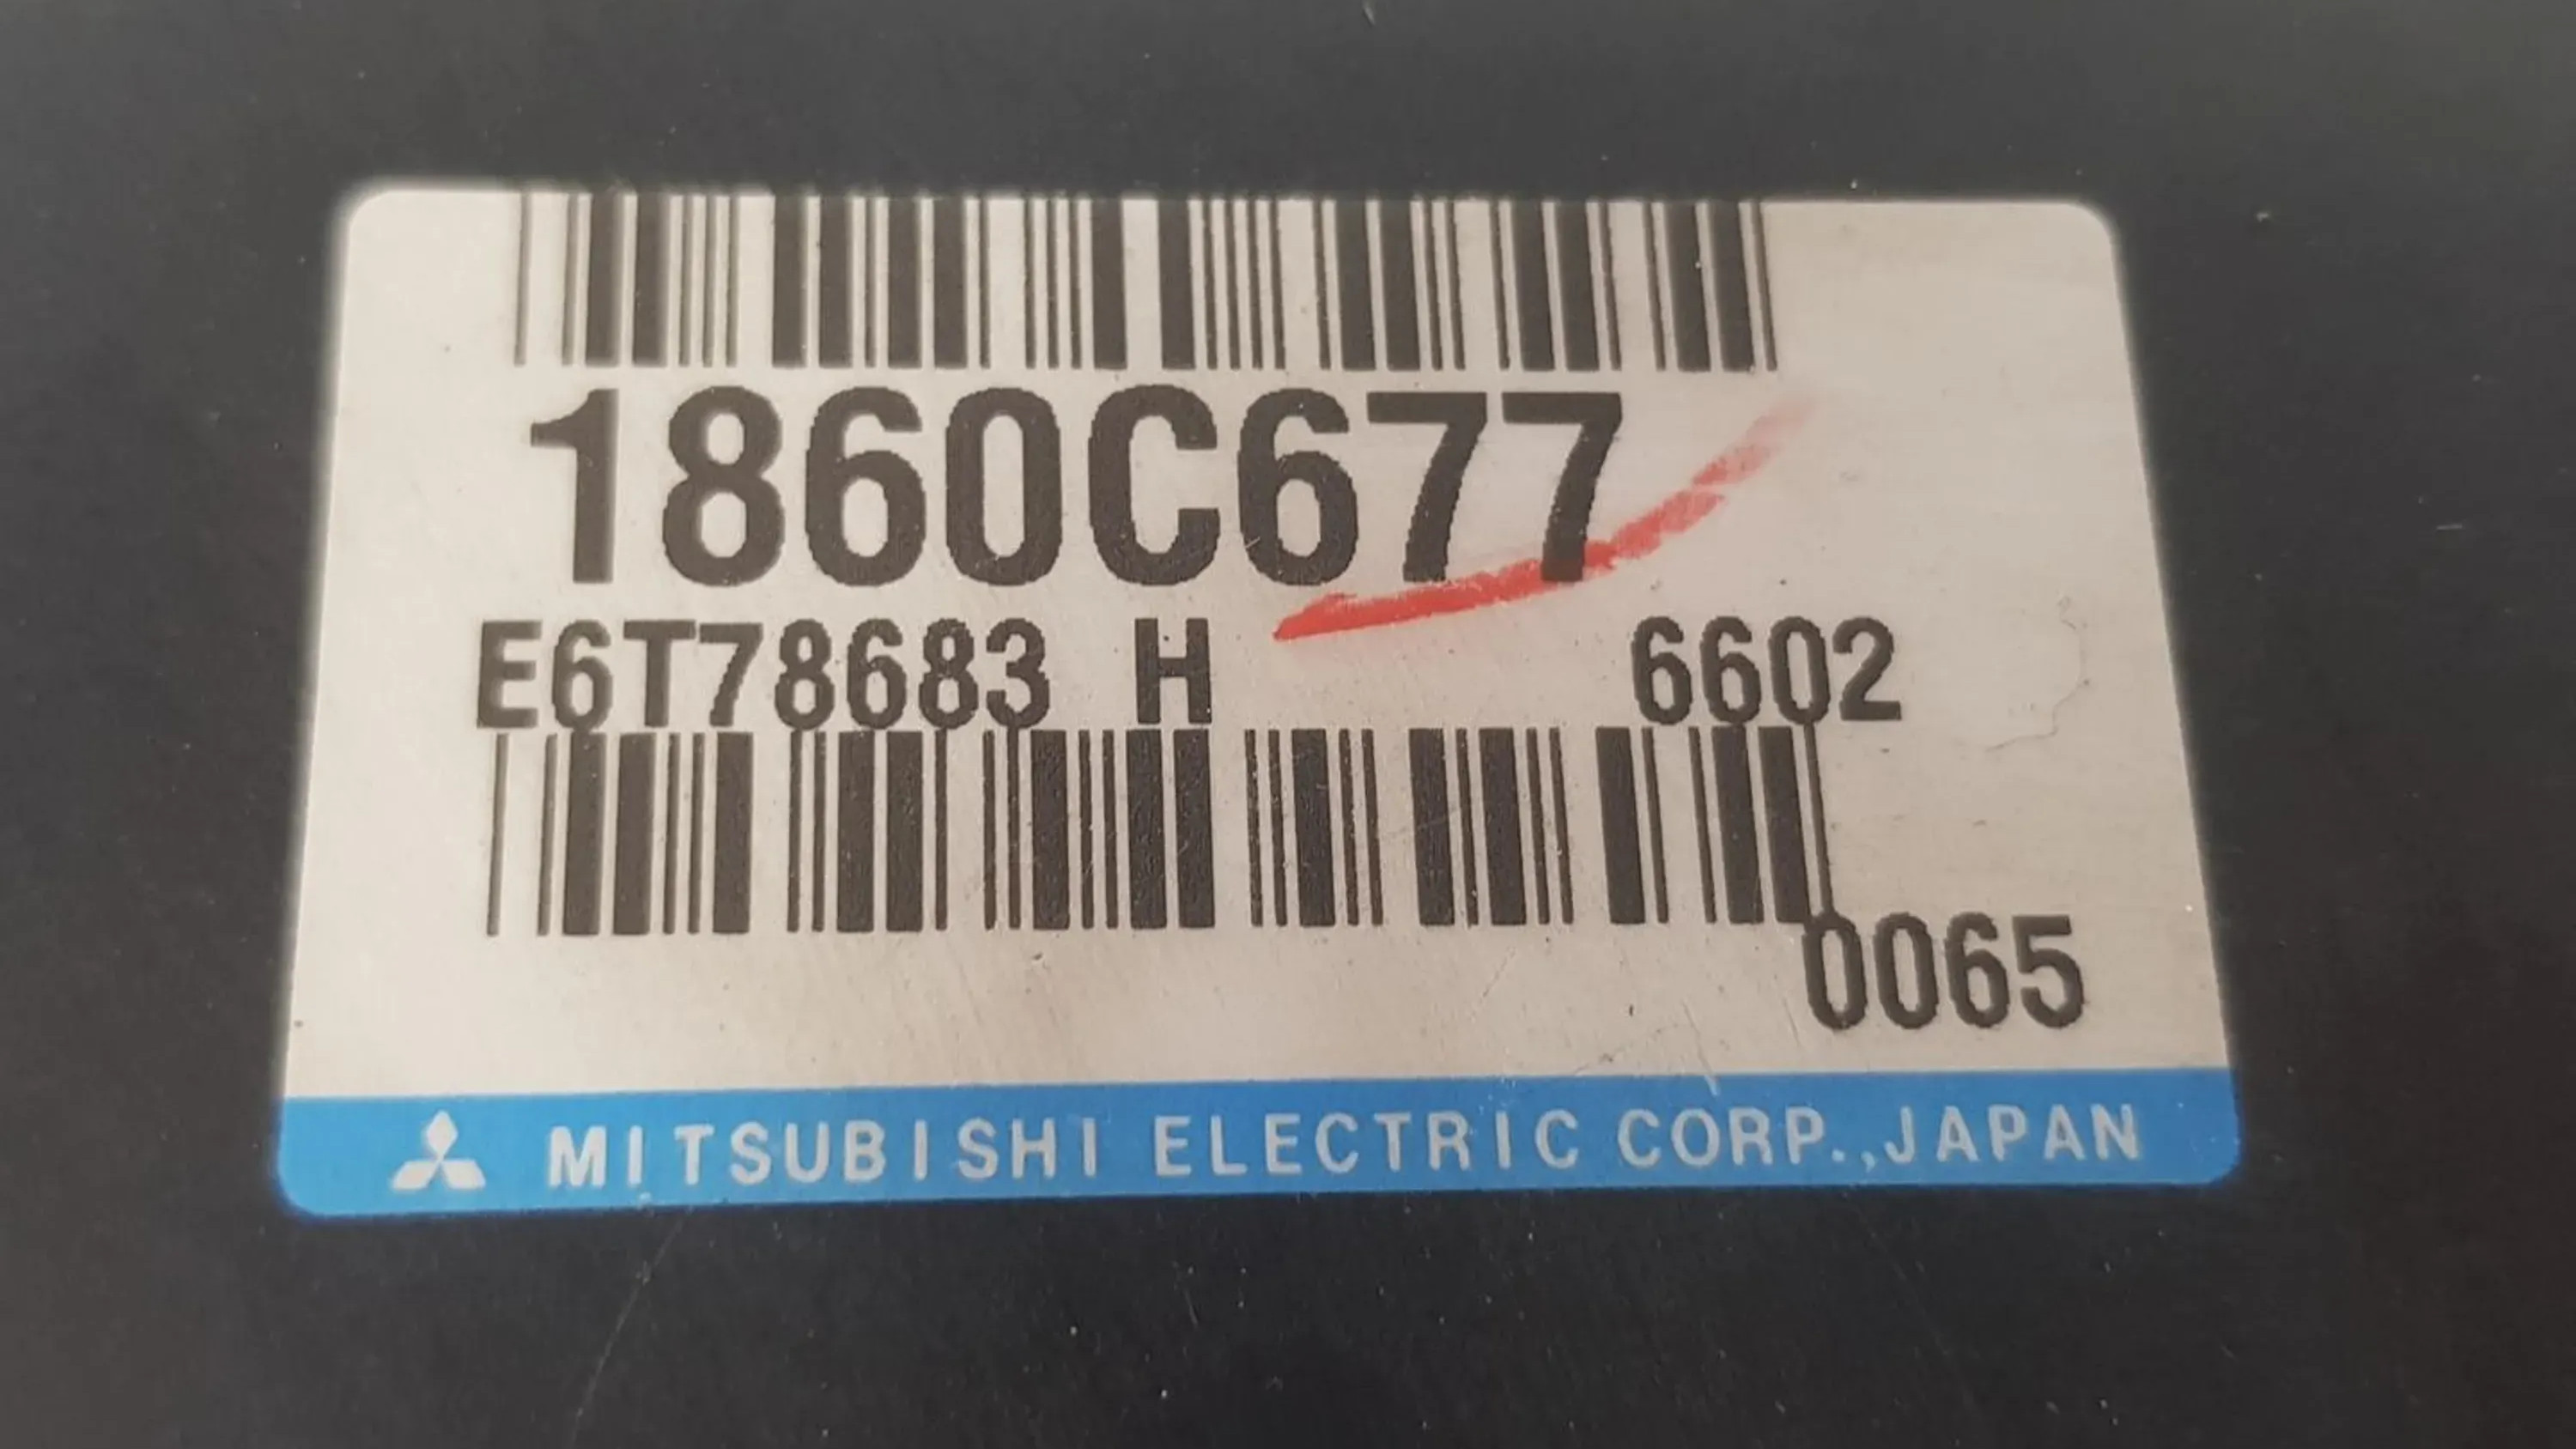 1860C677
E6T78683 H 6602
0065
MITSUBISHI ELECTRIC CORP.,JAPAN